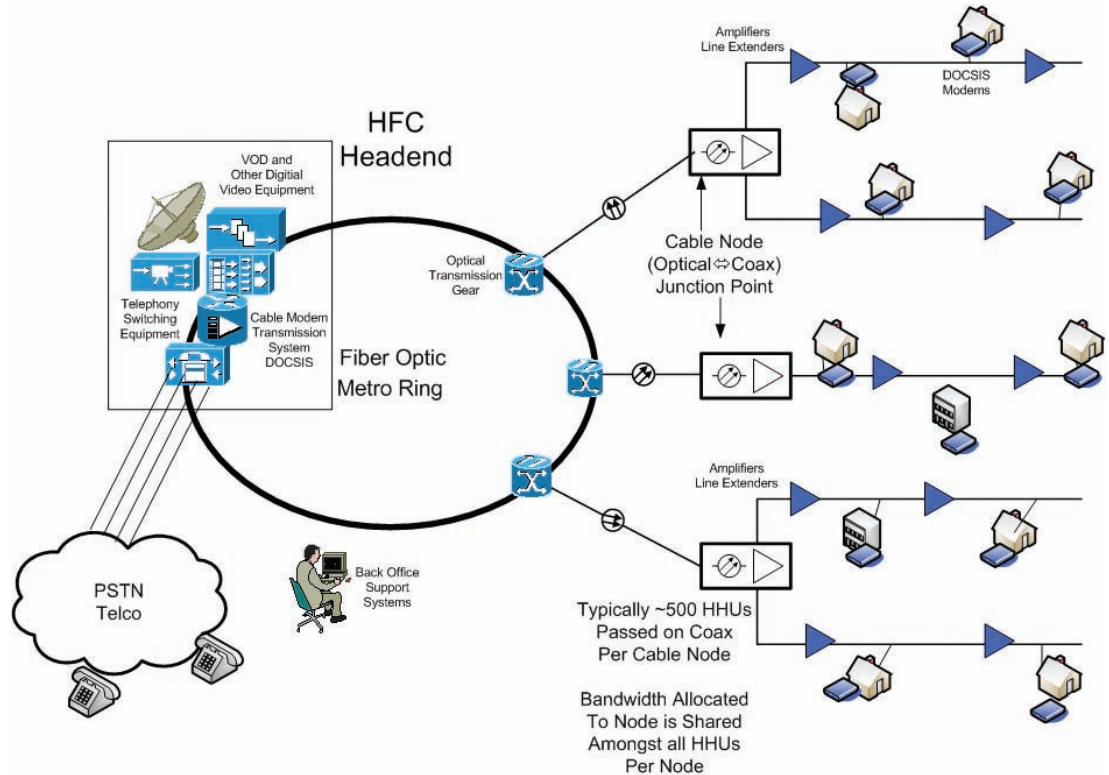 HFC
Headend
VOD and
Other Digitial
Video Equipment
Telephony
Switching
Equipment
Cable Modem
Transmission
System
DOCSIS
Fiber Optic
Metro Ring
Optical
Transmission
Gear
Amplifiers
Line Extenders
DOCSIS
Modems
Cable Node
(Optical⇔Coax)
Junction Point
Amplifiers
Line Extenders
PSTN
Telco
Back Office
Support
Systems
Typically ~500 HHUs
Passed on Coax
Per Cable Node
Bandwidth Allocated
To Node is Shared
Amongst all HHUs
Per Node